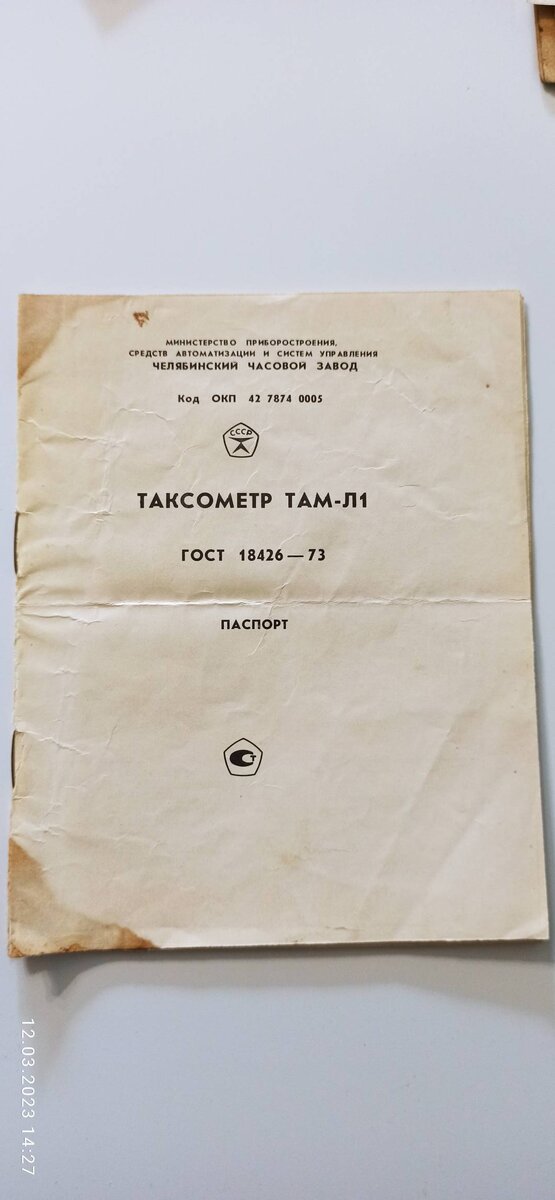 МИНИСТЕРСТВО ПРИБОРОСТРОЕНИЯ,
СРЕДСТВ АВТОМАТИЗАЦИИ И СИСТЕМ УПРАВЛЕНИЯ
ЧЕЛЯБИНСКИЙ ЧАСОВОЙ ЗАВОД
Код ОКП 42 7874 0005
СССР
ТАКСОМЕТР ТАМ-Л1
ГОСТ 18426—73
ПАСПОРТ
Т
12.03.2023 14:27